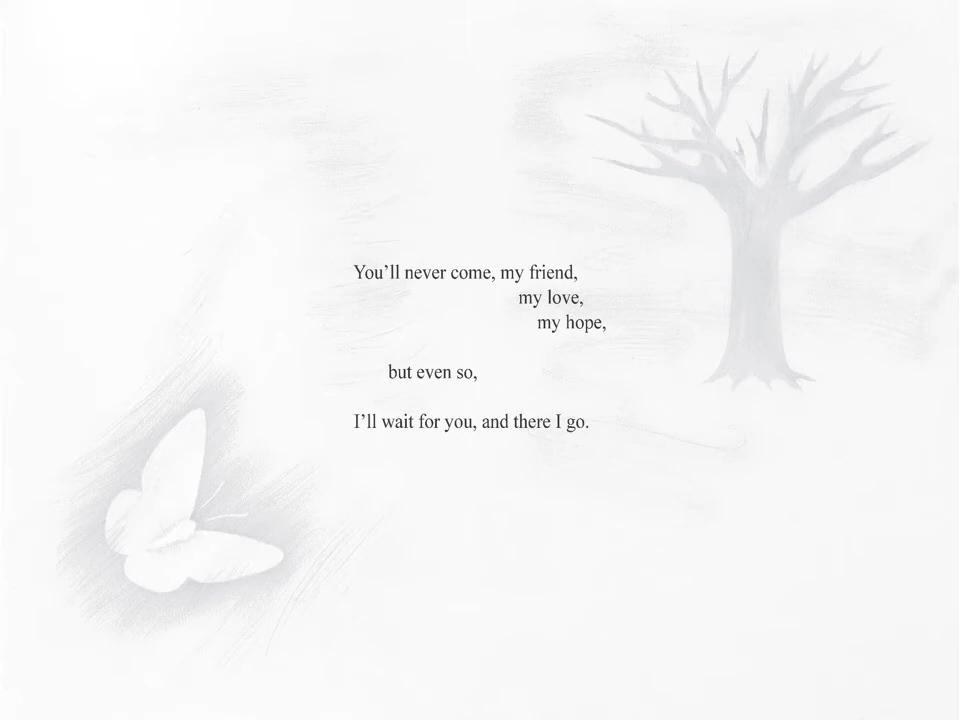 You’ll never come, my friend,
my love,
my hope,
but even so,
I’ll wait for you, and there I go.